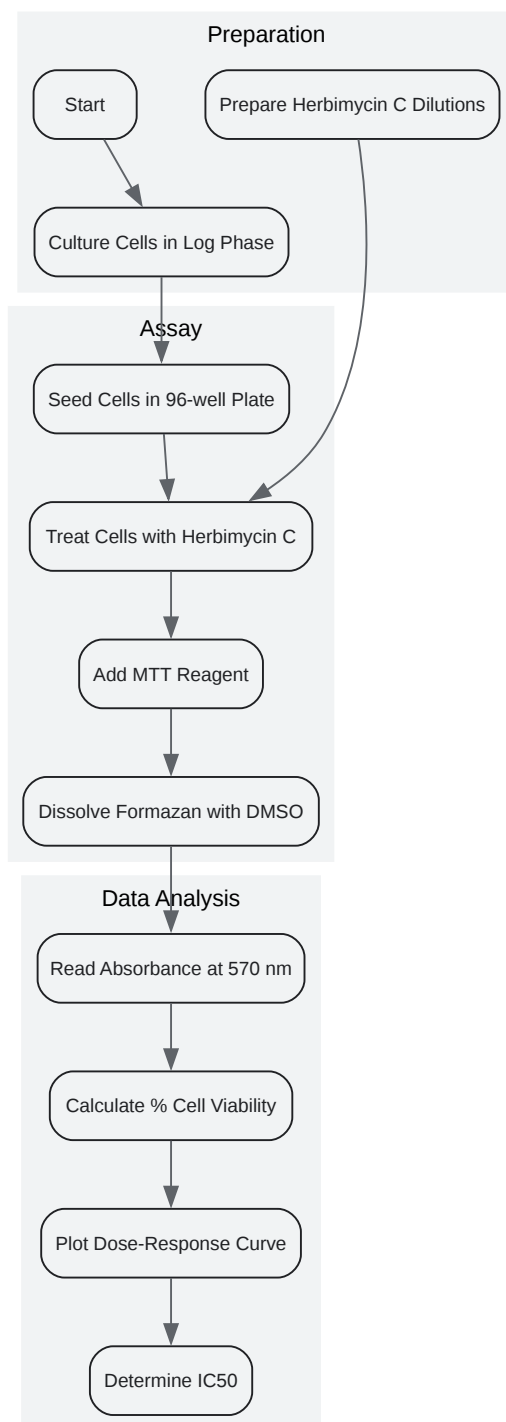 Preparation
Start
Prepare Herbimycin C Dilutions
Culture Cells in Log Phase
Assay
Seed Cells in 96-well Plate
Treat Cells with Herbimycin C
Add MTT Reagent
Dissolve Formazan with DMSO
Data Analysis
Read Absorbance at 570 nm
Calculate % Cell Viability
Plot Dose-Response Curve
Determine IC50